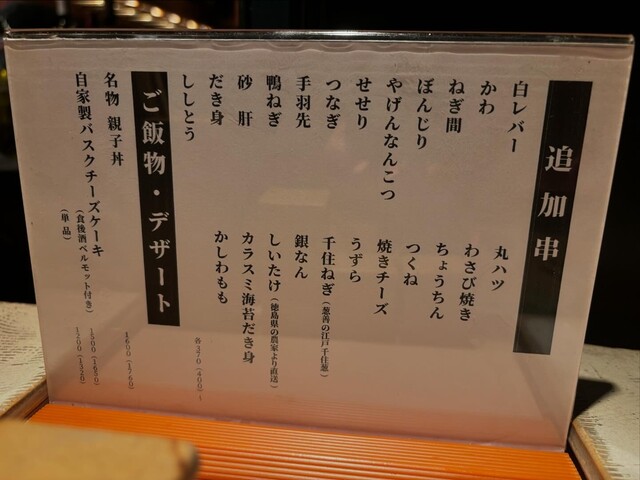 追加串
白レバー
かわ
ねぎ間
ぼんじり
やげんなんこつ
せせり
つなぎ
手羽先
鴨ねぎ
砂肝
だき身
ししとう
丸ハツ
わさび焼き
ちょうちん
つくね
焼きチーズ
うずら
千住ねぎ(葱善の江戸千住葱)
銀なん
しいたけ(徳島県の農家より直送)
カラスミ海苔だき身
かしわもも
各370(400)~
ご飯物・デザート
名物 親子丼 1600(1760)
自家製バスクチーズケーキ
(食後酒ベルモット付き) 1500(1650)
(単品) 1200(1320)